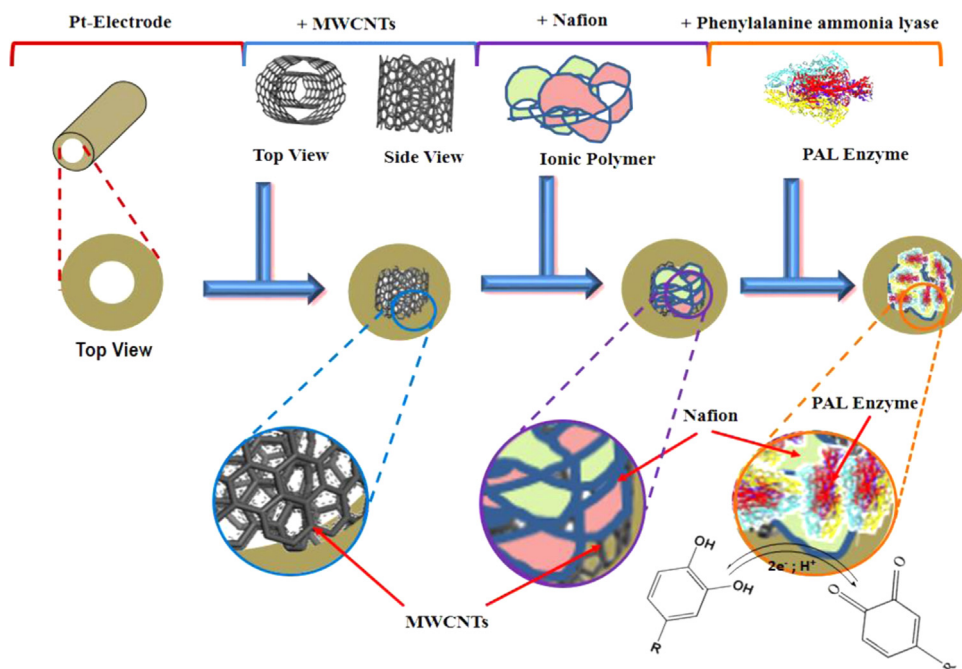 Pt-Electrode
+ MWCNTs
+ Nafion
+ Phenylalanine ammonia lyase
Top View
Side View
Ionic Polymer
PAL Enzyme
Top View
Nafion
PAL Enzyme
MWCNTs
OH
OH
R
2e⁻ ; H⁺
O
O
R